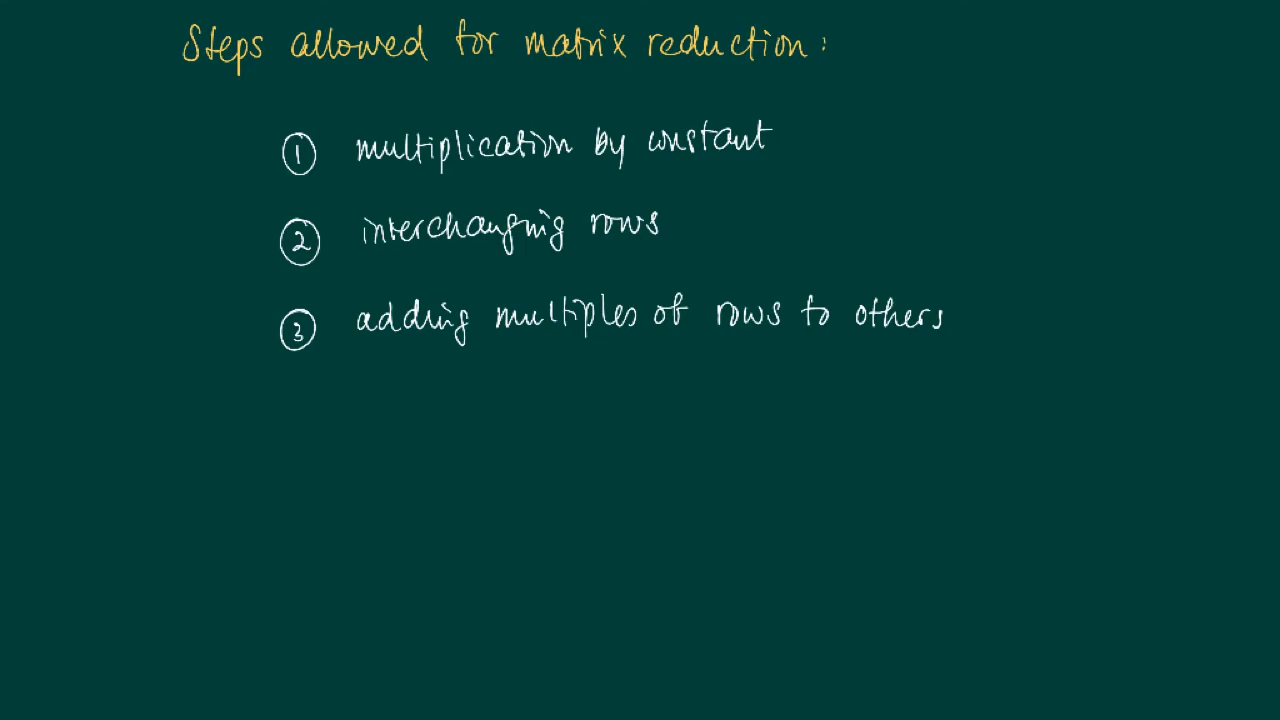 Steps allowed for matrix reduction:
1 multiplication by constant
2 interchanging rows
3 adding multiples of rows to others